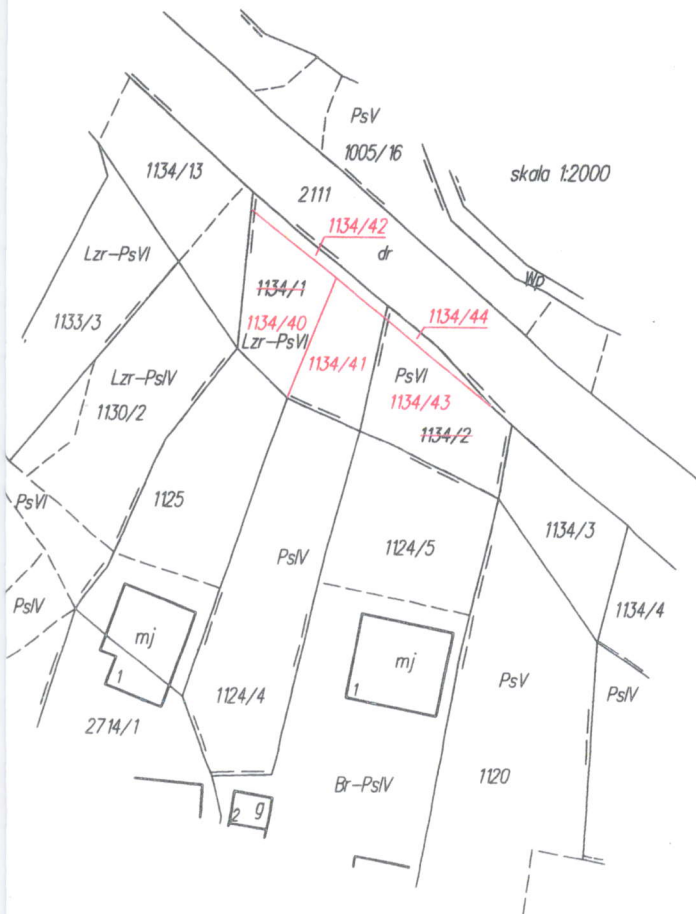 PsV
1005/16
skala 1:2000
1134/13
2111
1134/42
dr
Lzr-PsVI
Wp
1134/1
1134/40
1134/44
1133/3
Lzr-PsVI
1134/41
Lzr-PsIV
PsVI
1134/43
1130/2
1134/2
PsVI
1125
1134/3
PsIV
1124/5
PsIV
1134/4
mj
mj
1
1
PsV
PsIV
1124/4
2714/1
1120
Br-PsIV
2 g